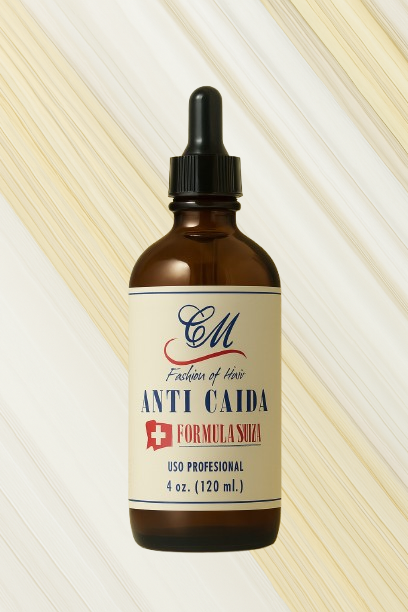 CM
Fashion of Hair
ANTI CAIDA
FORMULA SUIZA
USO PROFESIONAL
4 oz. (120 ml.)